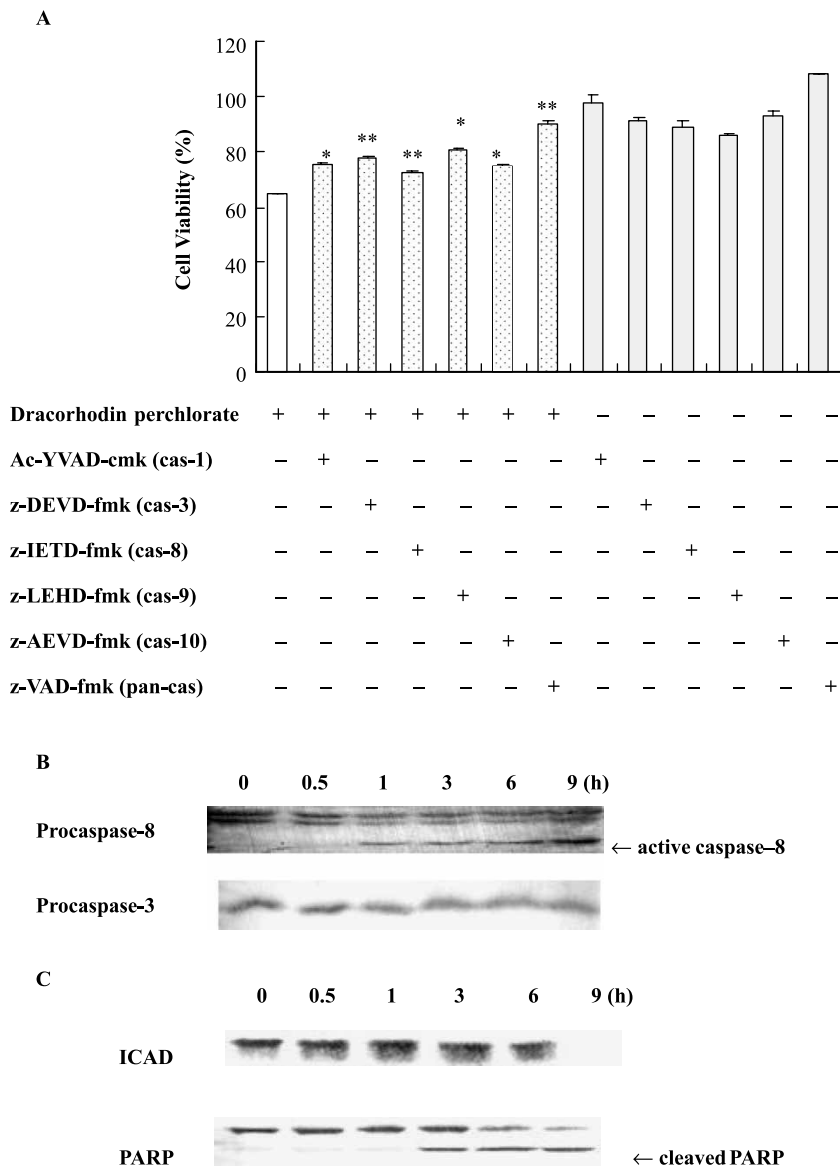 A
120
100
80
60
40
20
0
Cell Viability (%)
* ** ** * * **
Dracorhodin perchlorate + + + + + + + – – – – – –
Ac-YVAD-cmk (cas-1) – + – – – – – + – – – – –
z-DEVD-fmk (cas-3) – – + – – – – – + – – – –
z-IETD-fmk (cas-8) – – – + – – – – – + – – –
z-LEHD-fmk (cas-9) – – – – + – – – – – + – –
z-AEVD-fmk (cas-10) – – – – – + – – – – – + –
z-VAD-fmk (pan-cas) – – – – – – + – – – – – +
B
0 0.5 1 3 6 9 (h)
Procaspase-8
← active caspase–8
Procaspase-3
C
0 0.5 1 3 6 9 (h)
ICAD
PARP ← cleaved PARP